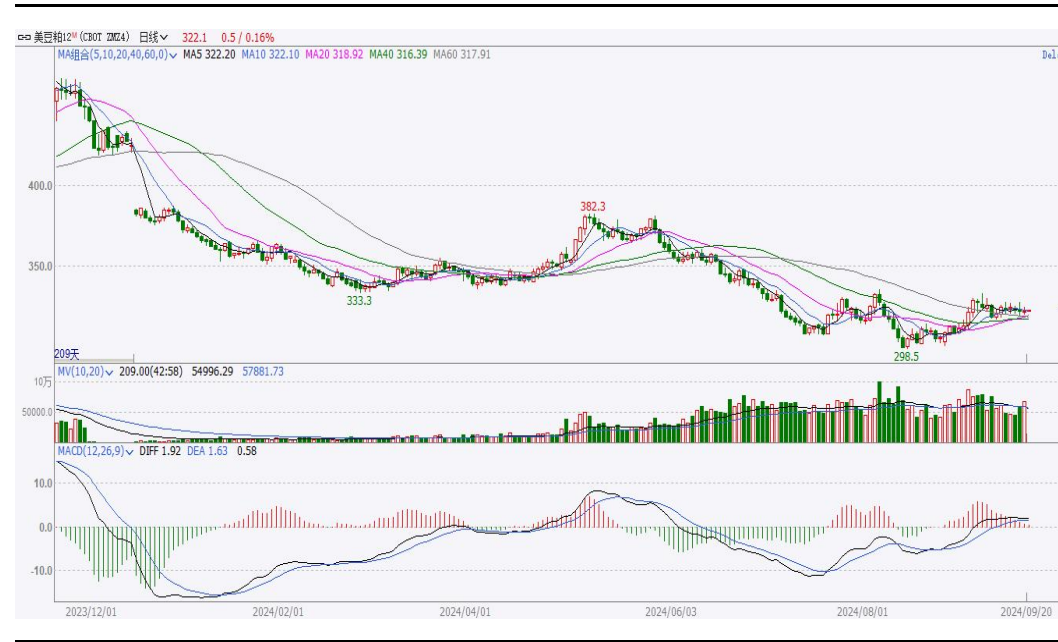 美豆粕12M (CBOT ZMZ4) 日线 322.1 0.5 / 0.16%
MA组合(5,10,20,40,60,0) MA5 322.20 MA10 322.10 MA20 318.92 MA40 316.39 MA60 317.91
Del
400.0
382.3
350.0
333.3
298.5
209天
MV(10,20) 209.00(42:58) 54996.29 57881.73
10万
50000.0
MACD(12,26,9) DIFF 1.92 DEA 1.63 0.58
10.0
0.0
-10.0
2023/12/01 2024/02/01 2024/04/01 2024/06/03 2024/08/01 2024/09/20